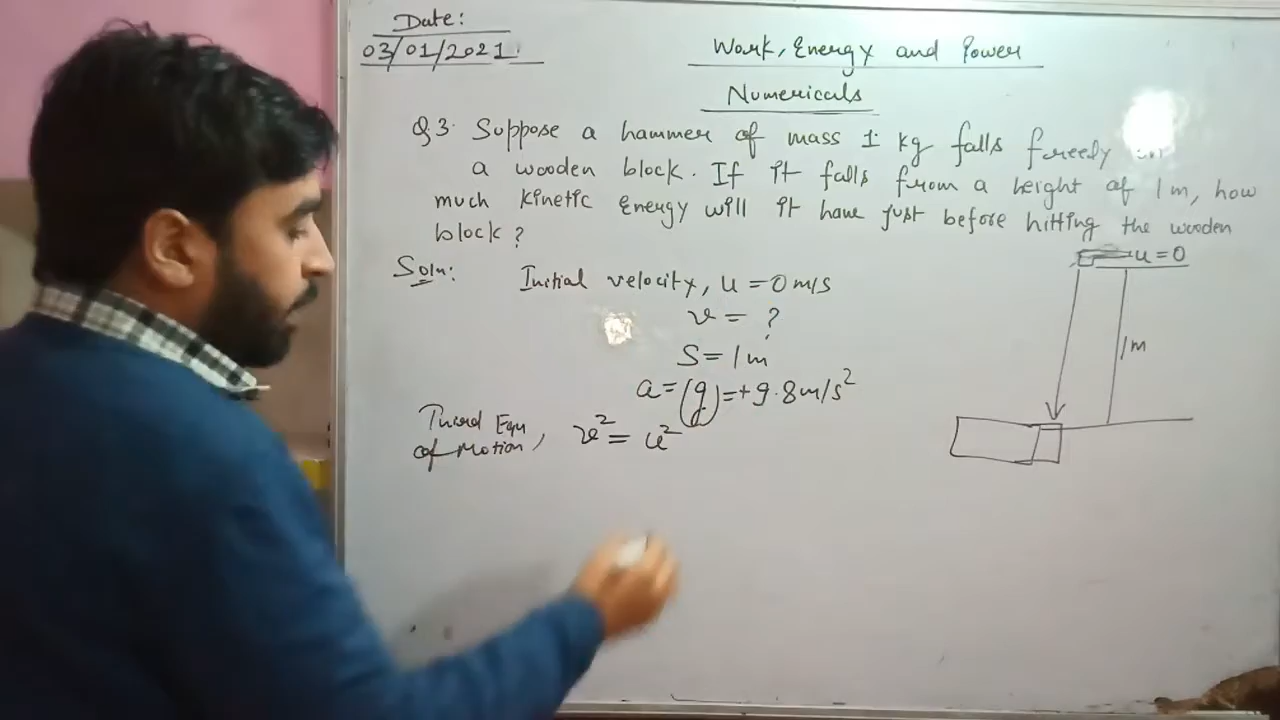 Date:
03/01/2021.
Work, Energy and Power
Numericals
Q3. Suppose a hammer of mass 1 kg falls freely
a wooden block. If it falls from a height of 1m, how
much kinetic Energy will it have just before hitting the wooden
block?
Soln:
Initial velocity, u = 0 m/s
v = ?
S = 1m
a = (g) = +9.8m/s²
Third Equ
of Motion, v² = u²
u = 0
1m